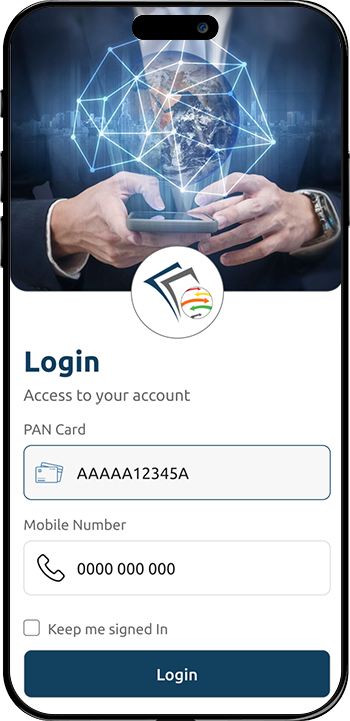 Login
Access to your account
PAN Card
AAAAA12345A
Mobile Number
0000 000 000
Keep me signed In
Login